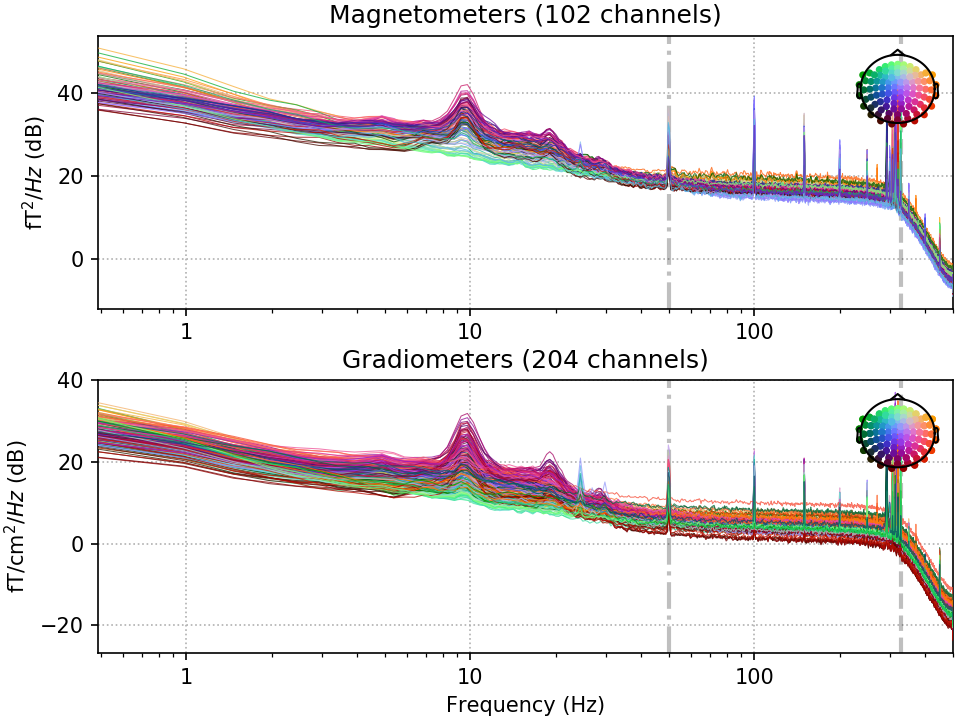 Magnetometers (102 channels)
fT²/Hz (dB)
40
20
0
1
10
100
Gradiometers (204 channels)
fT/cm²/Hz (dB)
40
20
0
−20
1
10
100
Frequency (Hz)